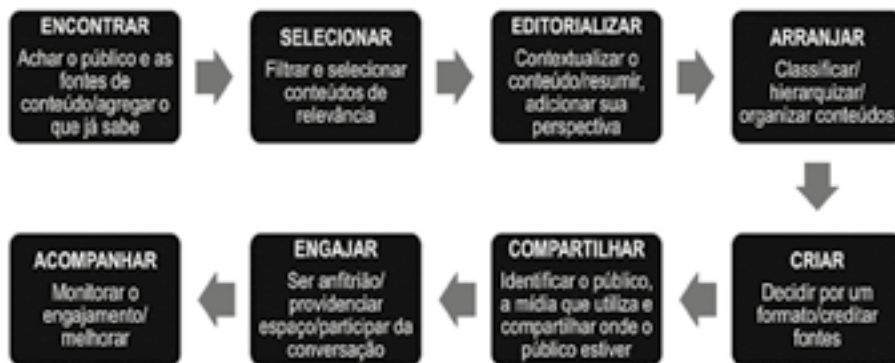 ENCONTRAR
Achar o público e as
fontes de
conteúdo/agregar o
que já sabe
SELECIONAR
Filtrar e selecionar
conteúdos de
relevância
EDITORIALIZAR
Contextualizar o
conteúdo/resumir,
adicionar sua
perspectiva
ARRANJAR
Classificar/
hierarquizar/
organizar conteúdos
CRIAR
Decidir por um
formato/creditar
fontes
COMPARTILHAR
Identificar o público,
a mídia que utiliza e
compartilhar onde o
público estiver
ENGAJAR
Ser anfitrião/
providenciar
espaço/participar da
conversação
ACOMPANHAR
Monitorar o
engajamento/
melhorar